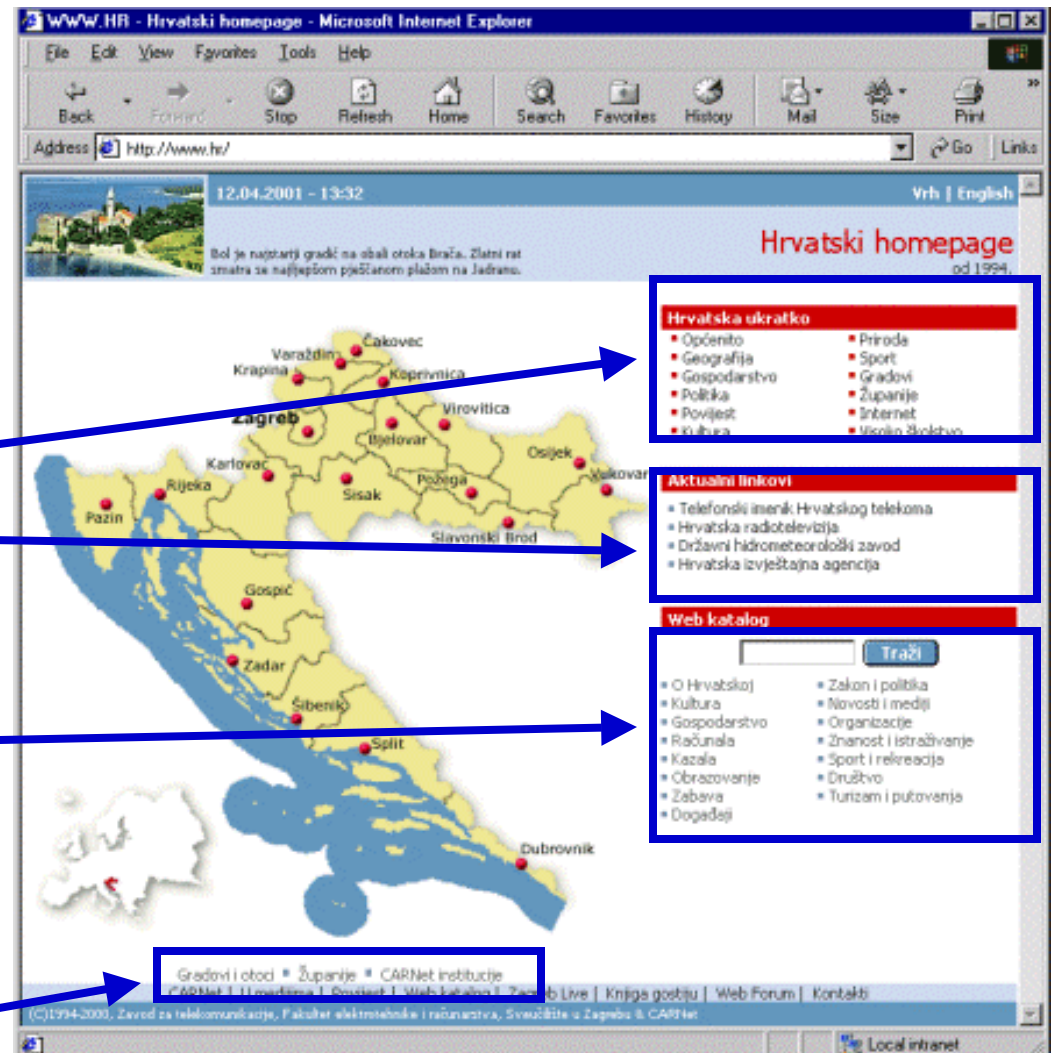 WWW.HR - Hrvatski homepage - Microsoft Internet Explorer
File Edit View Favorites Tools Help
Back Forward Stop Refresh Home Search Favorites History Mail Size Print
Address http://www.hr/ Go Links
12.04.2001 - 13:32 Vrh | English
Bol je najstariji gradić na obali otoka Brača. Zlatni rat
smatra se najljepšom pješčanom plažom na Jadranu.
Hrvatski homepage
od 1994.
Hrvatska ukratko
Općenito Priroda
Geografija Sport
Gospodarstvo Gradovi
Politika Županije
Povijest Internet
Kultura Visoko školstvo
Čakovec
Varaždin
Krapina
Koprivnica
Virovitica
Zagreb
Bjelovar
Osijek
Karlovac
Vukovar
Požega
Rijeka
Sisak
Pazin
Slavonski Brod
Gospić
Zadar
Šibenik
Split
Dubrovnik
Aktualni linkovi
Telefonski imenik Hrvatskog telekoma
Hrvatska radiotelevizija
Državni hidrometeorološki zavod
Hrvatska izvještajna agencija
Web katalog
Traži
O Hrvatskoj Zakon i politika
Kultura Novosti i mediji
Gospodarstvo Organizacije
Računala Znanost i istraživanje
Kazala Sport i rekreacija
Obrazovanje Društvo
Zabava Turizam i putovanja
Događaji
Gradovi i otoci Županije CARNet institucije
CARNet | U medijima | Povijest | Web katalog | Zagreb Live | Knjiga gostiju | Web Forum | Kontakti
(C)1994-2000, Zavod za telekomunikacije, Fakultet elektrotehnike i računarstva, Sveučilište u Zagrebu & CARNet
Local intranet